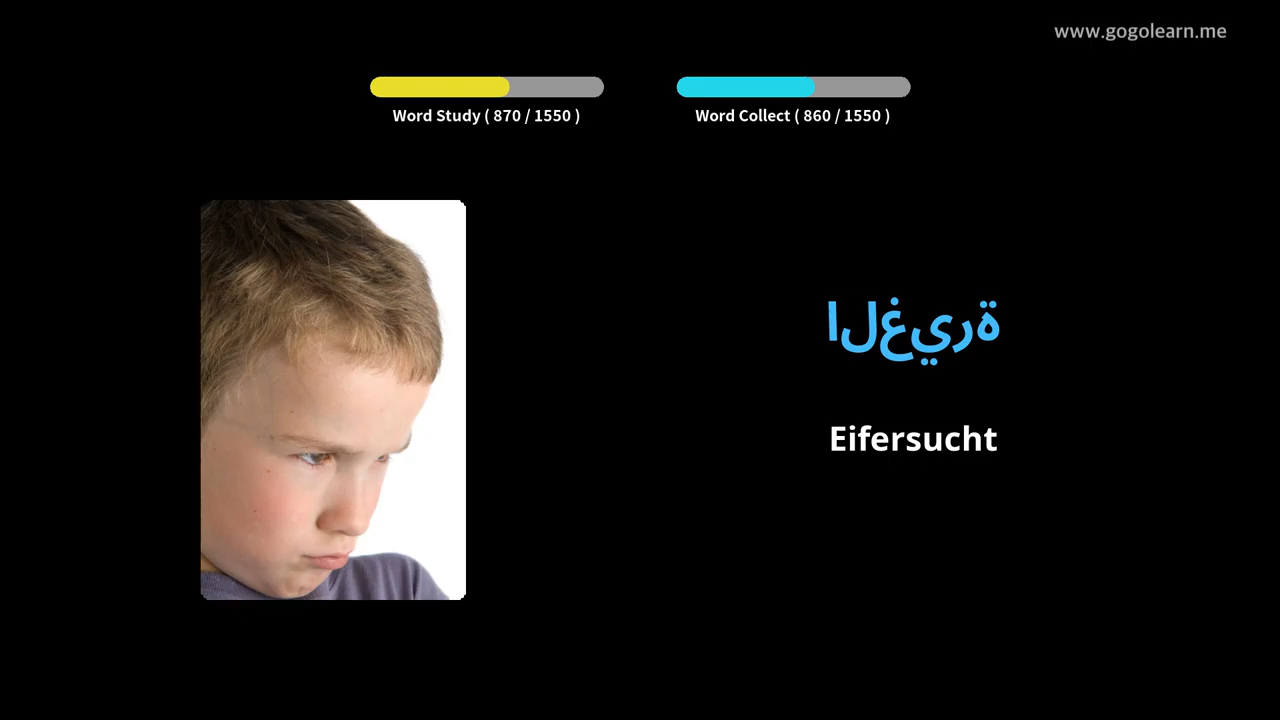 www.gogolearn.me
Word Study ( 870 / 1550 )
Word Collect ( 860 / 1550 )
الغيرة
Eifersucht